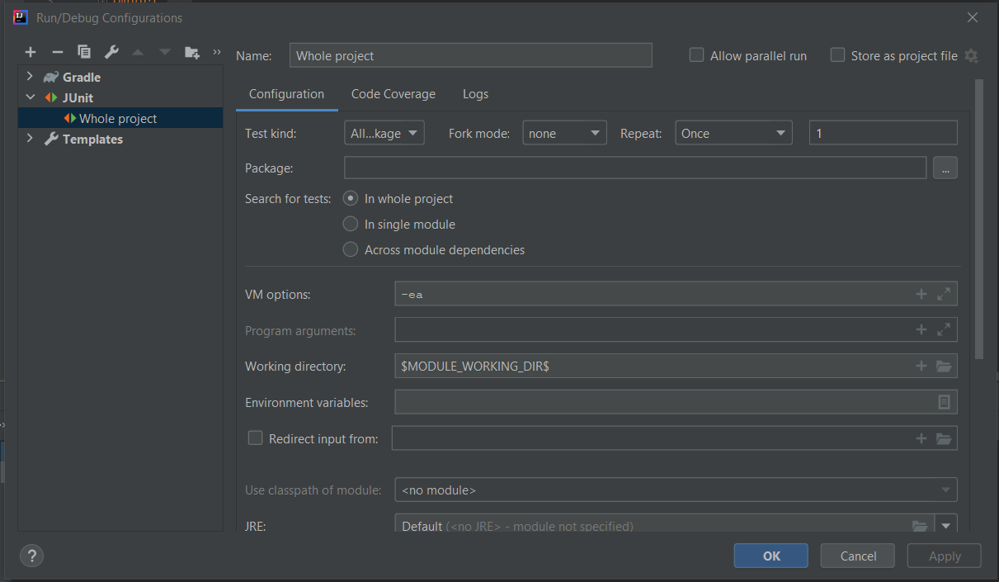 Run/Debug Configurations
Name: Whole project Allow parallel run Store as project file
Gradle
JUnit
Whole project
Templates
Configuration Code Coverage Logs
Test kind: All...kage Fork mode: none Repeat: Once 1
Package: ...
Search for tests: In whole project
In single module
Across module dependencies
VM options: -ea
Program arguments:
Working directory: $MODULE_WORKING_DIR$
Environment variables:
Redirect input from:
Use classpath of module: <no module>
JRE: Default (<no JRE> - module not specified)
? OK Cancel Apply